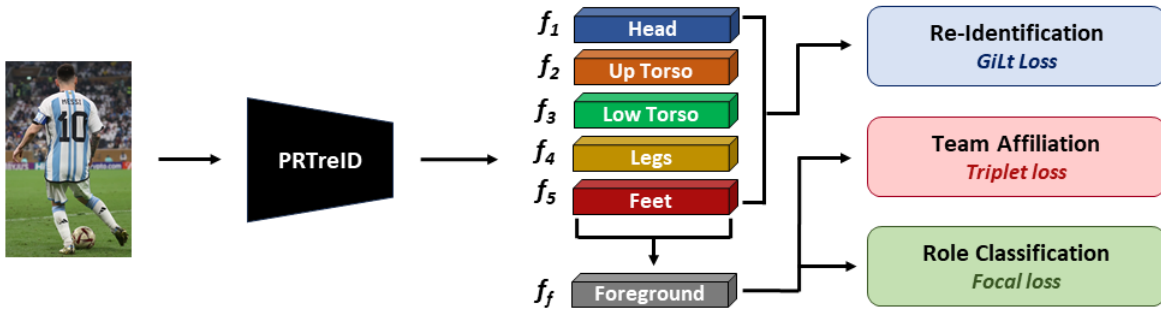 MESSI
10
PRTreID
f1 Head
f2 Up Torso
f3 Low Torso
f4 Legs
f5 Feet
ff Foreground
Re-Identification
GiLt Loss
Team Affiliation
Triplet loss
Role Classification
Focal loss